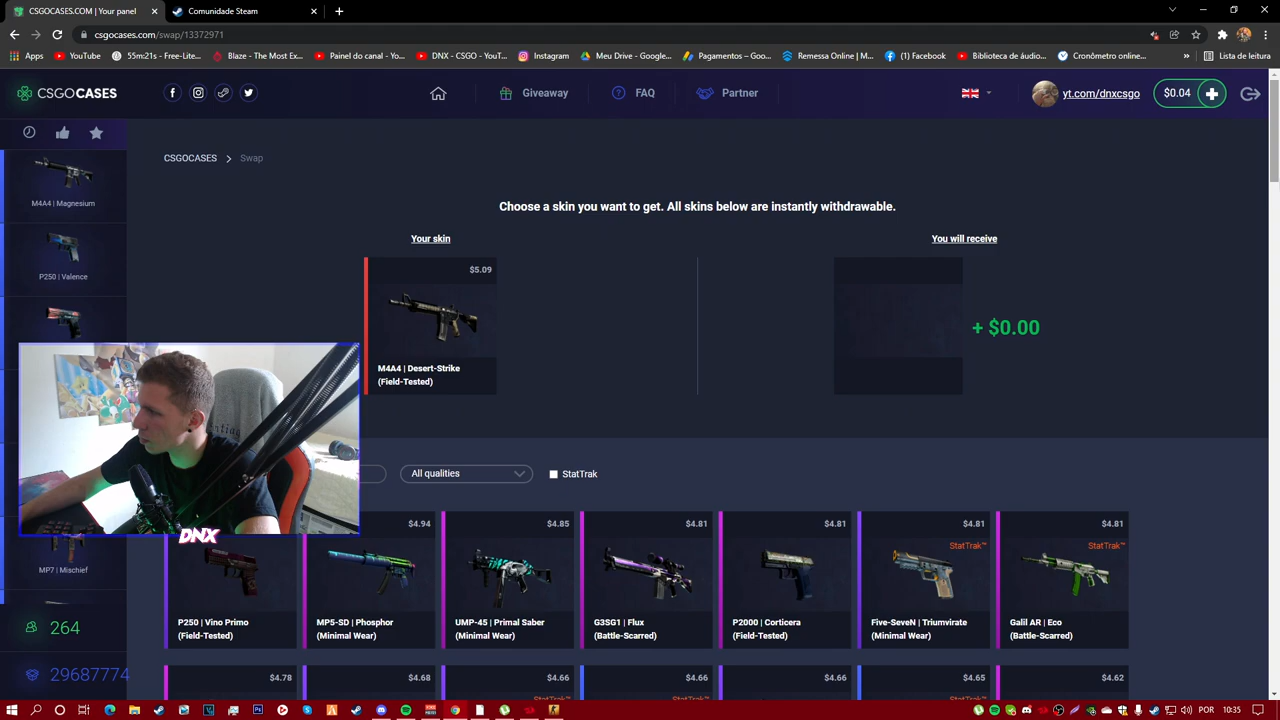 CSGOCASES.COM | Your panel
Comunidade Steam
csgocases.com/swap/13372971
Apps
YouTube
55m21s - Free-Lite...
Blaze - The Most Ex...
Painel do canal - Yo...
DNX - CSGO - YouT...
Instagram
Meu Drive - Google...
Pagamentos – Goo...
Remessa Online | M...
(1) Facebook
Biblioteca de áudio...
Cronômetro online...
»
Lista de leitura
CSGOCASES
Giveaway
FAQ
Partner
yt.com/dnxcsgo
$0.04
CSGOCASES > Swap
M4A4 | Magnesium
P250 | Valence
MP7 | Mischief
264
29687774
Choose a skin you want to get. All skins below are instantly withdrawable.
Your skin
You will receive
$5.09
M4A4 | Desert-Strike
(Field-Tested)
+ $0.00
All qualities
StatTrak
DNX
P250 | Vino Primo
(Field-Tested)
$4.94
MP5-SD | Phosphor
(Minimal Wear)
$4.85
UMP-45 | Primal Saber
(Minimal Wear)
$4.81
G3SG1 | Flux
(Battle-Scarred)
$4.81
P2000 | Corticera
(Field-Tested)
$4.81
StatTrak™
Five-SeveN | Triumvirate
(Minimal Wear)
$4.81
StatTrak™
Galil AR | Eco
(Battle-Scarred)
$4.78
$4.68
$4.66
StatTrak™
$4.66
StatTrak™
$4.66
$4.65
StatTrak™
$4.62
POR
10:35